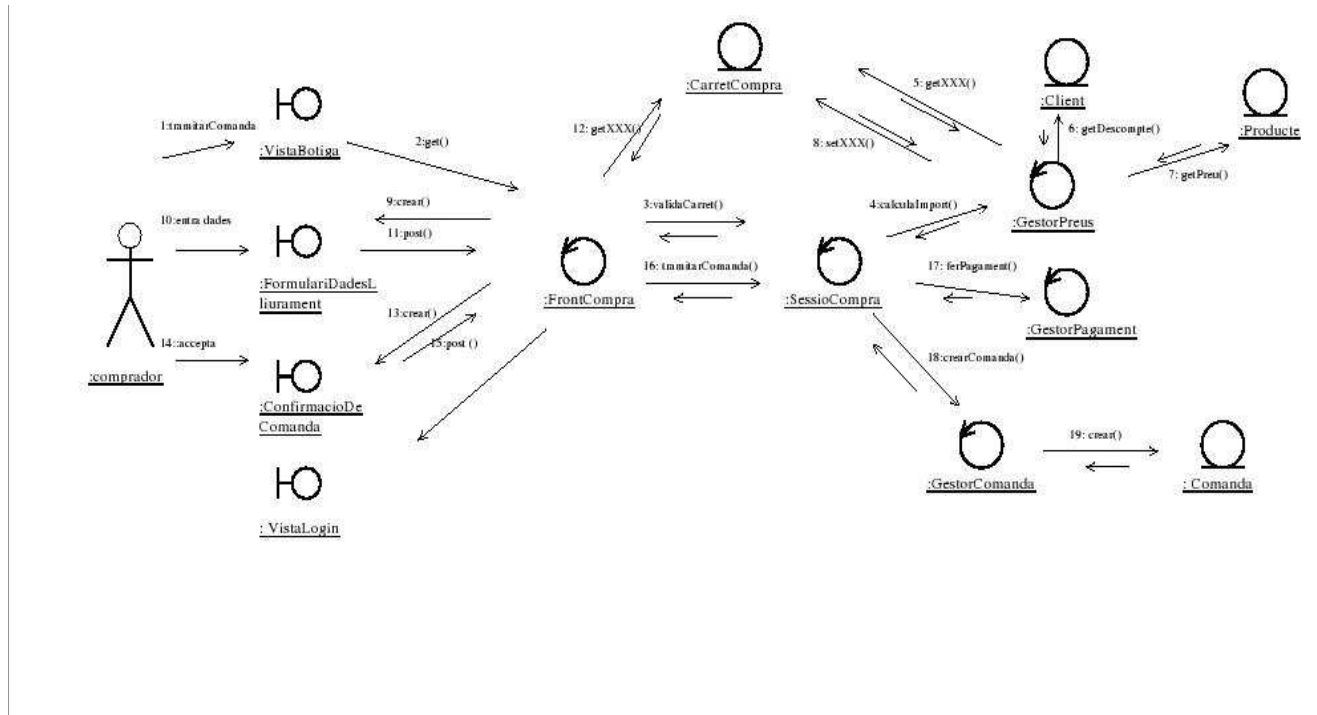 :CarretCompra
:Client
:Producte
1:tramitarComanda
:VistaBotiga
2:get()
12: getXXX()
5: getXXX()
8: setXXX()
6: getDescompte()
7: getPreu()
9:crear()
10:entra dades
11:post()
3:validaCarret()
4:calculaImport()
:GestorPreus
:FormulariDadesL
liurament
16: tramitarComanda()
:FrontCompra
:SessioCompra
17: ferPagament()
:GestorPagament
13:crear()
15:post ()
14::accepta
:comprador
:ConfirmacioDe
Comanda
18:crearComanda()
19: crear()
:GestorComanda
: Comanda
: VistaLogin